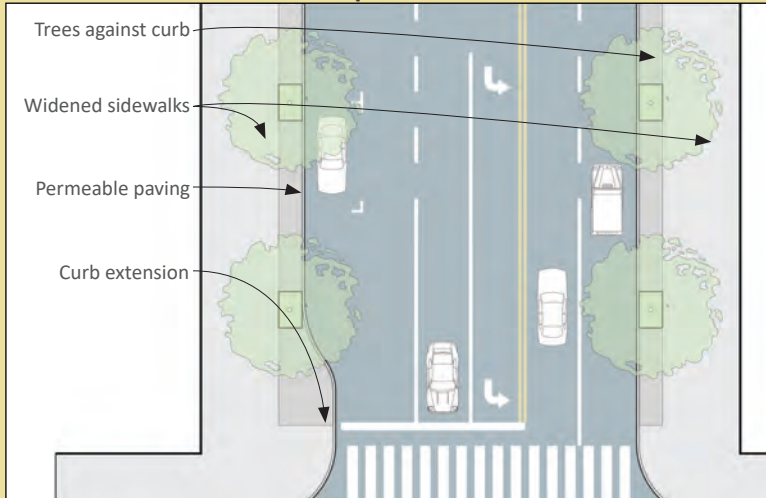 Trees against curb
Widened sidewalks
Permeable paving
Curb extension